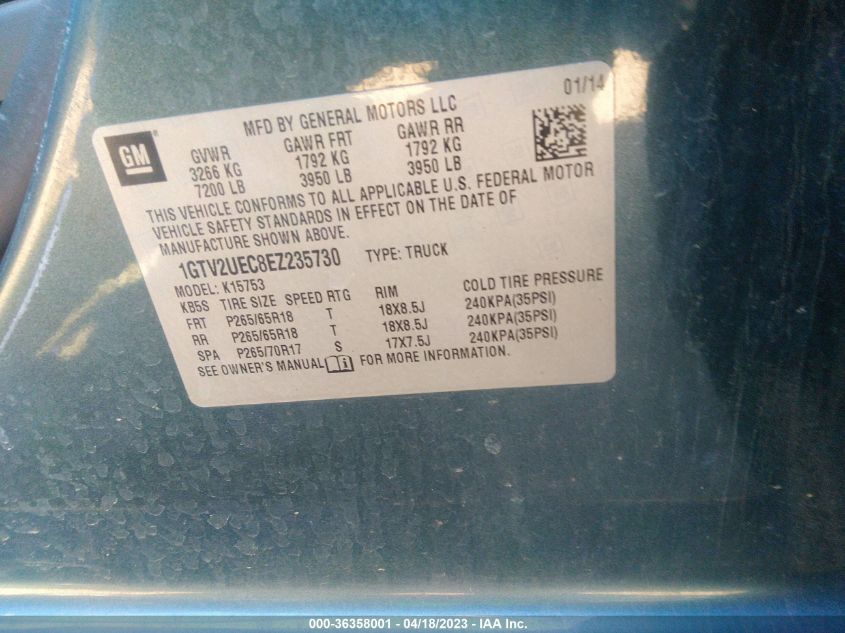 01/14
MFD BY GENERAL MOTORS LLC
GM
GVWR GAWR FRT GAWR RR
3266 KG 1792 KG 1792 KG
7200 LB 3950 LB 3950 LB
THIS VEHICLE CONFORMS TO ALL APPLICABLE U.S. FEDERAL MOTOR
VEHICLE SAFETY STANDARDS IN EFFECT ON THE DATE OF
MANUFACTURE SHOWN ABOVE.
1GTV2UEC8EZ235730 TYPE: TRUCK
MODEL: K15753
KB5S TIRE SIZE SPEED RTG RIM COLD TIRE PRESSURE
FRT P265/65R18 T 18X8.5J 240KPA(35PSI)
RR P265/65R18 T 18X8.5J 240KPA(35PSI)
SPA P265/70R17 S 17X7.5J 240KPA(35PSI)
SEE OWNER'S MANUAL FOR MORE INFORMATION.
000-36358001 - 04/18/2023 - IAA Inc.